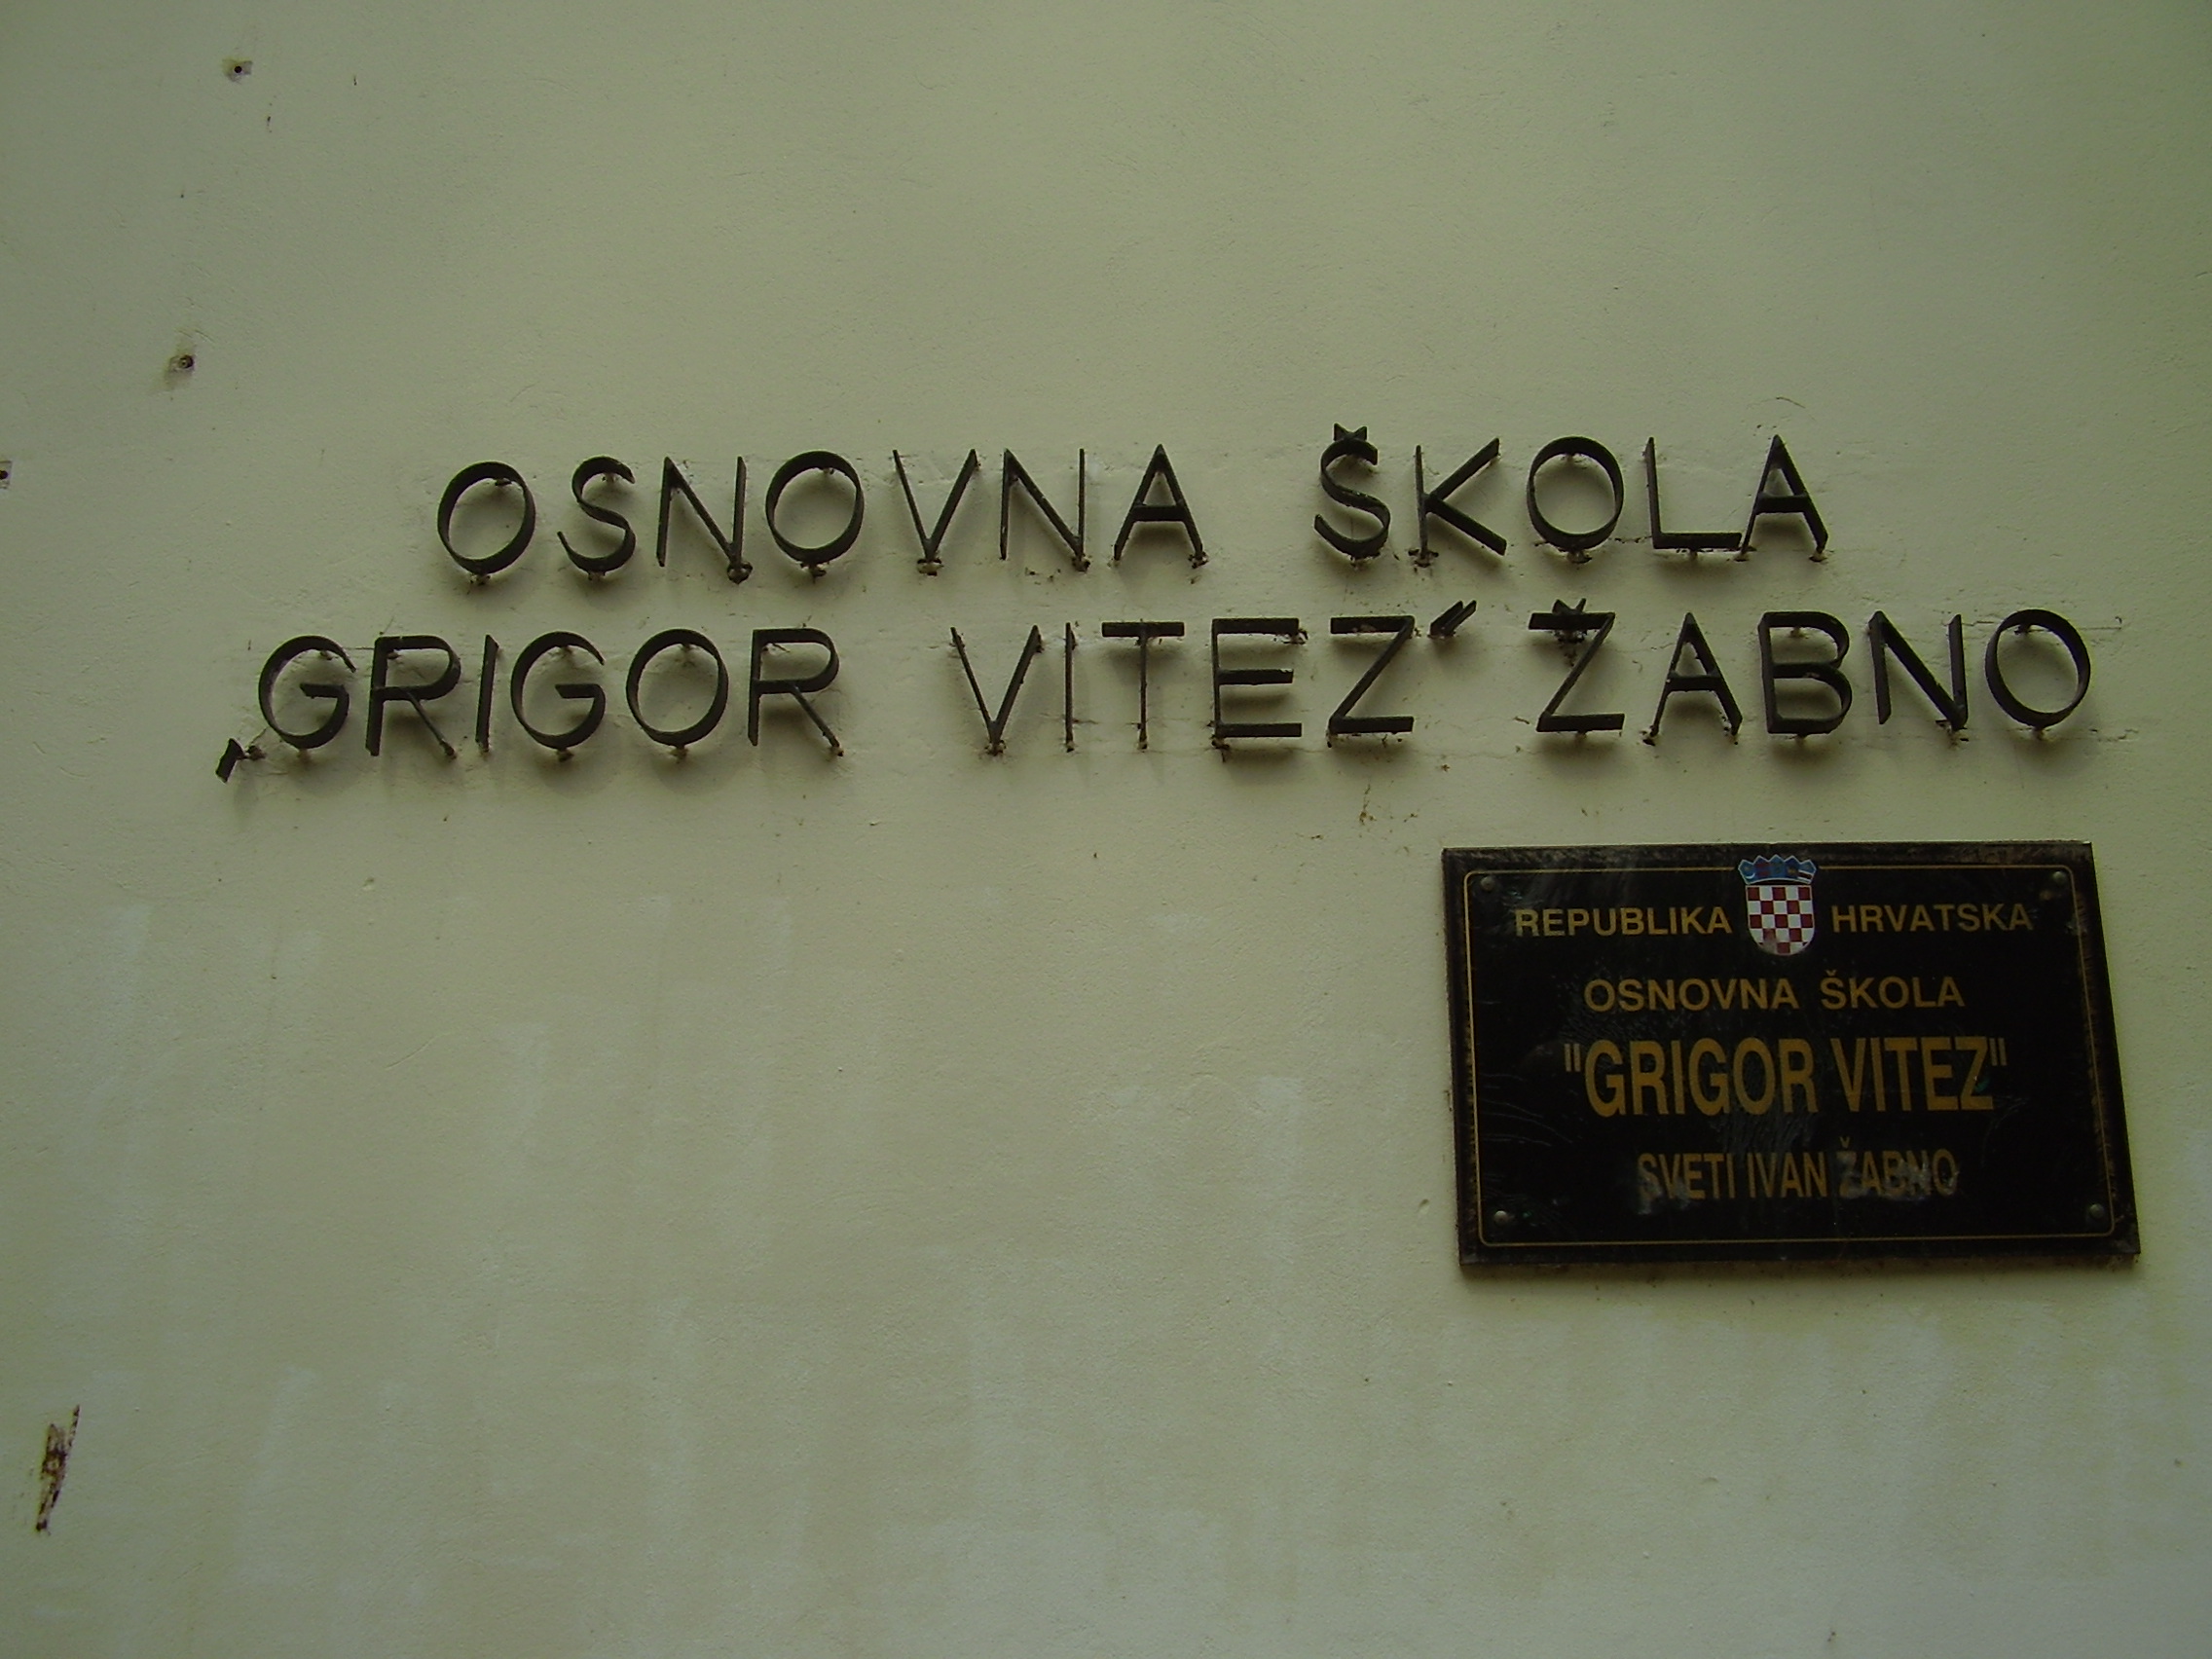 OSNOVNA ŠKOLA
„GRIGOR VITEZ" ŽABNO
REPUBLIKA HRVATSKA
OSNOVNA ŠKOLA
"GRIGOR VITEZ"
SVETI IVAN ŽABNO